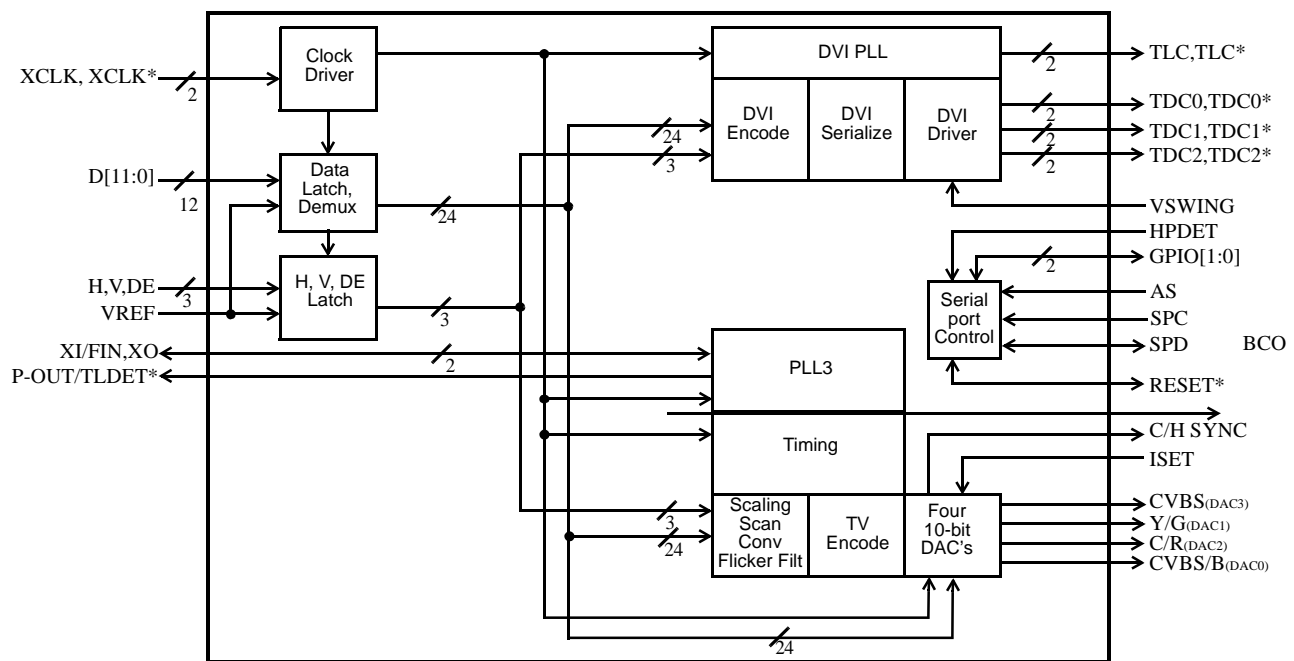 Clock
Driver
XCLK, XCLK*
2
D[11:0]
12
Data
Latch,
Demux
24
H,V,DE
3
VREF
H, V, DE
Latch
3
XI/FIN,XO
2
P-OUT/TLDET*
DVI PLL
DVI
Encode
DVI
Serialize
DVI
Driver
24
3
2
TLC,TLC*
2
TDC0,TDC0*
2
TDC1,TDC1*
2
TDC2,TDC2*
VSWING
HPDET
2
GPIO[1:0]
AS
SPC
SPD
BCO
RESET*
Serial
port
Control
PLL3
Timing
C/H SYNC
ISET
Scaling
Scan
Conv
Flicker Filt
TV
Encode
Four
10-bit
DAC's
3
24
CVBS(DAC3)
Y/G(DAC1)
C/R(DAC2)
CVBS/B(DAC0)
24